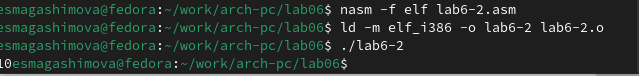 esmagashimova@fedora:~/work/arch-pc/lab06$ nasm -f elf lab6-2.asm
esmagashimova@fedora:~/work/arch-pc/lab06$ ld -m elf_i386 -o lab6-2 lab6-2.o
esmagashimova@fedora:~/work/arch-pc/lab06$ ./lab6-2
10esmagashimova@fedora:~/work/arch-pc/lab06$